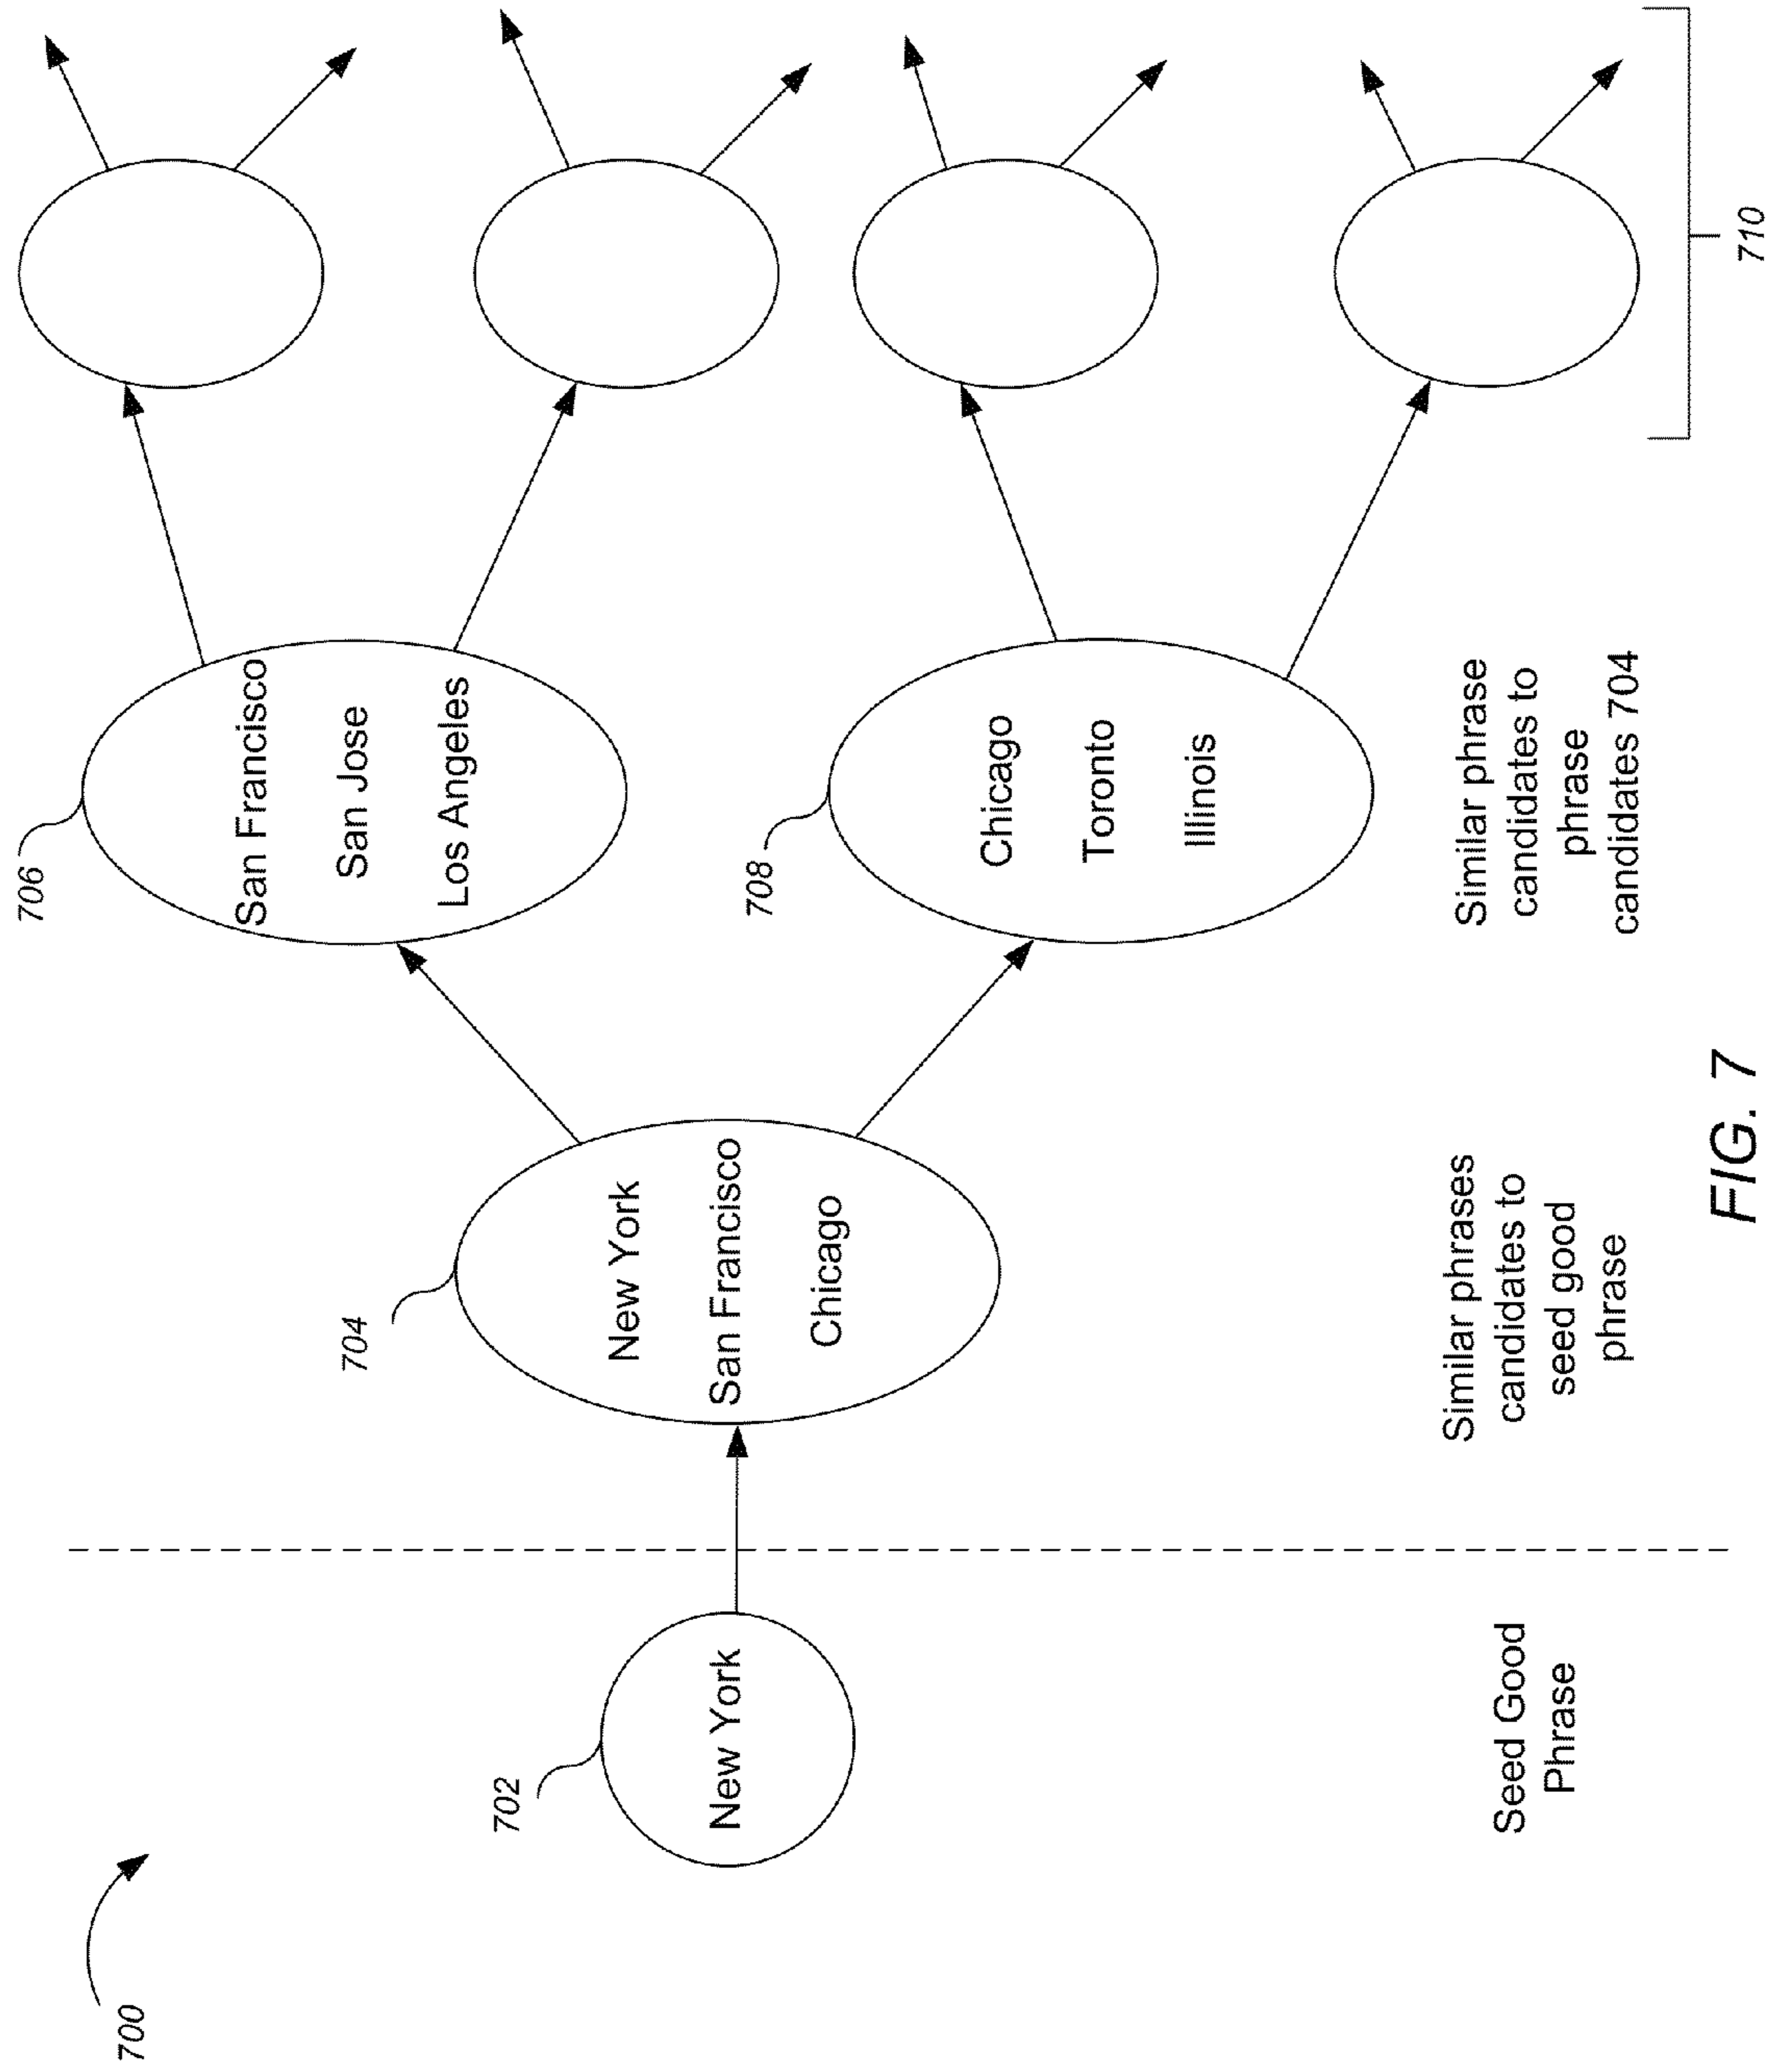 700
702
New York
Seed Good
Phrase
704
New York
San Francisco
Chicago
Similar phrases
candidates to
seed good
phrase
706
San Francisco
San Jose
Los Angeles
708
Chicago
Toronto
Illinois
Similar phrase
candidates to
phrase
candidates 704
710
FIG. 7